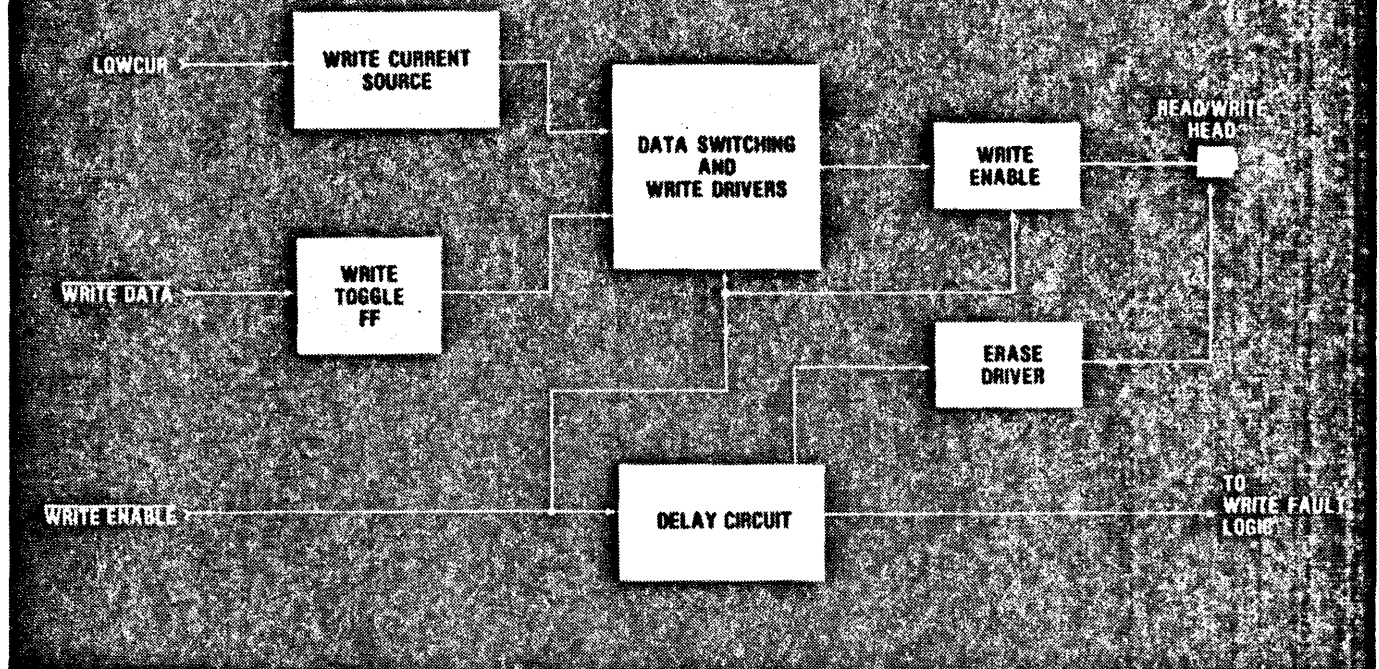 LOWCUR
WRITE CURRENT
SOURCE
DATA SWITCHING
AND
WRITE DRIVERS
WRITE
ENABLE
READ/WRITE
HEAD
WRITE DATA
WRITE
TOGGLE
FF
ERASE
DRIVER
WRITE ENABLE
DELAY CIRCUIT
TO
WRITE FAULT
LOGIC